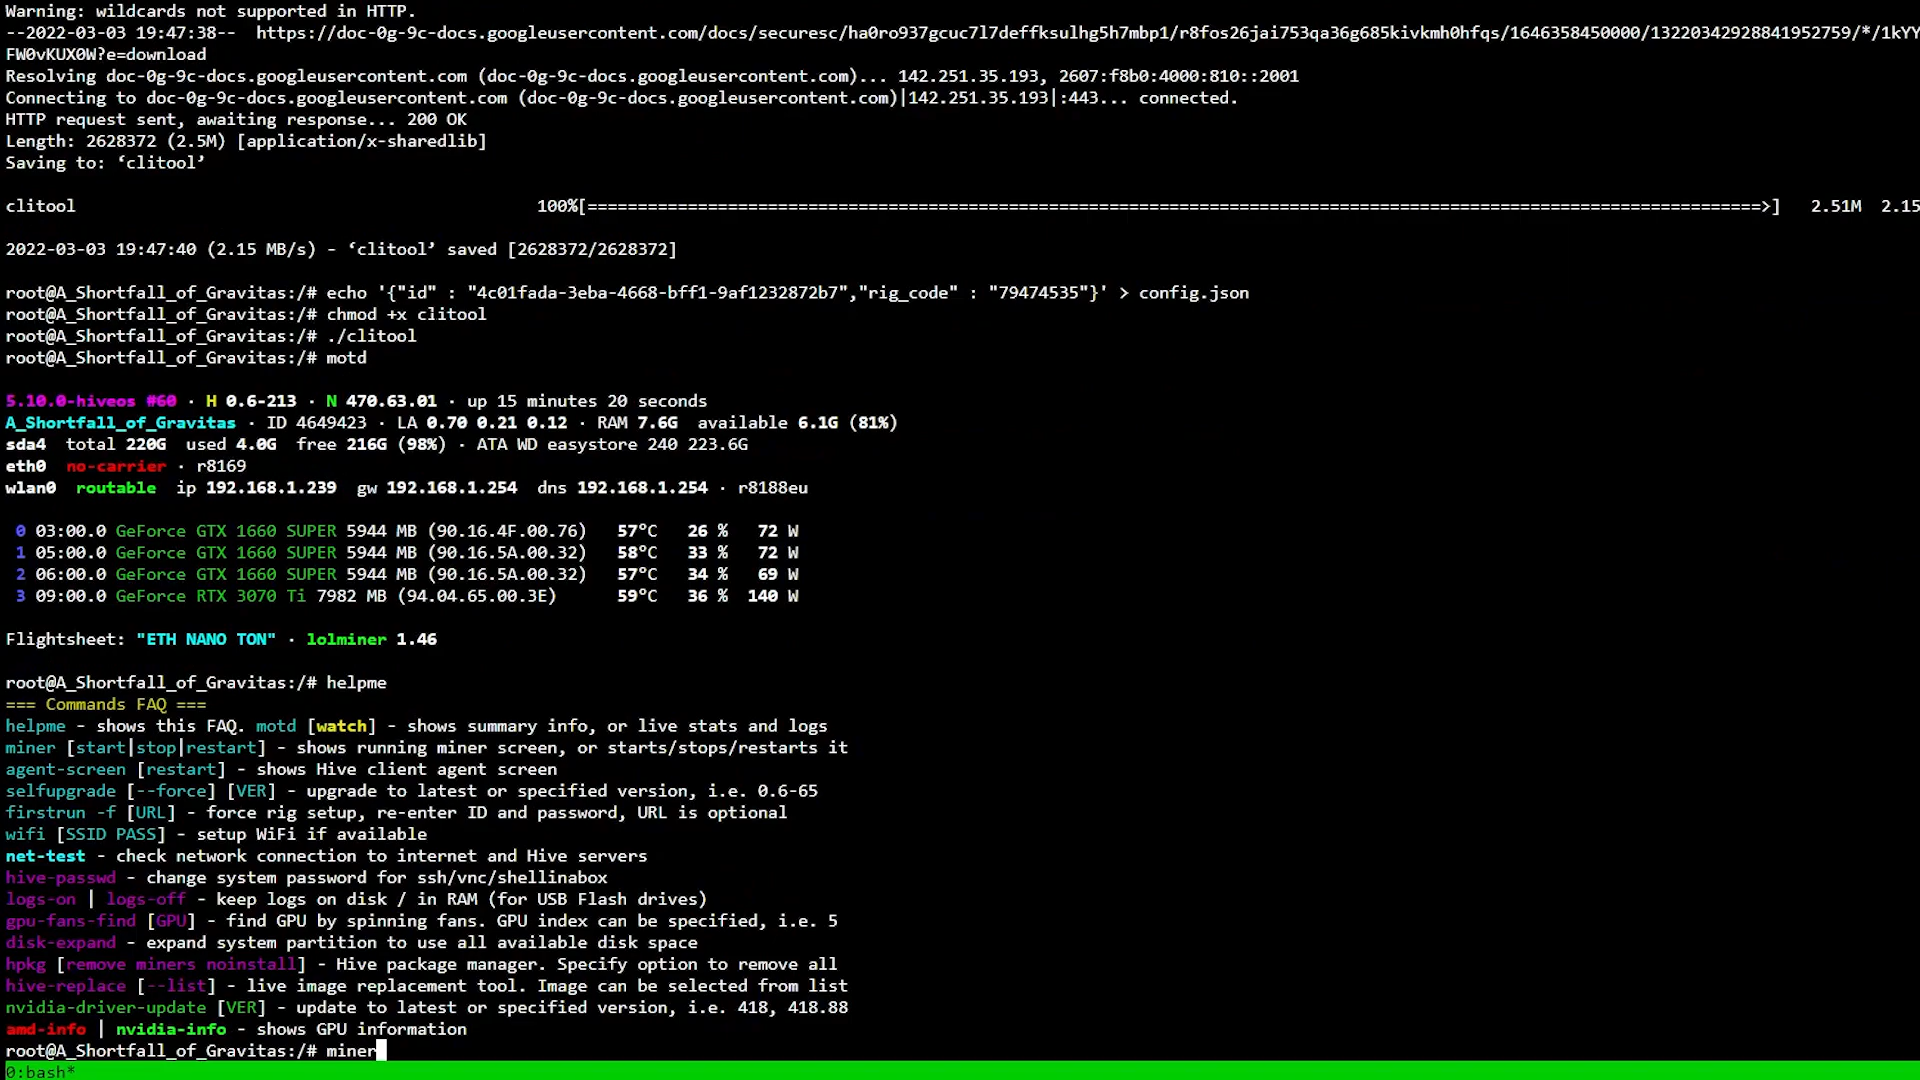 Warning: wildcards not supported in HTTP.
--2022-03-03 19:47:38--  https://doc-0g-9c-docs.googleusercontent.com/docs/securesc/ha0ro937gcuc7l7deffksulhg5h7mbp1/r8fos26jai753qa36g685kivkmh0hfqs/1646358450000/13220342928841952759/*/1kYY
FW0vKUX0W?e=download
Resolving doc-0g-9c-docs.googleusercontent.com (doc-0g-9c-docs.googleusercontent.com)... 142.251.35.193, 2607:f8b0:4000:810::2001
Connecting to doc-0g-9c-docs.googleusercontent.com (doc-0g-9c-docs.googleusercontent.com)|142.251.35.193|:443... connected.
HTTP request sent, awaiting response... 200 OK
Length: 2628372 (2.5M) [application/x-sharedlib]
Saving to: ‘clitool’
clitool 100%[=====================================================================================================================>] 2.51M 2.15
2022-03-03 19:47:40 (2.15 MB/s) - ‘clitool’ saved [2628372/2628372]
root@A_Shortfall_of_Gravitas:/# echo '{"id" : "4c01fada-3eba-4668-bff1-9af1232872b7","rig_code" : "79474535"}' > config.json
root@A_Shortfall_of_Gravitas:/# chmod +x clitool
root@A_Shortfall_of_Gravitas:/# ./clitool
root@A_Shortfall_of_Gravitas:/# motd
5.10.0-hiveos #60 · H 0.6-213 · N 470.63.01 · up 15 minutes 20 seconds
A_Shortfall_of_Gravitas · ID 4649423 · LA 0.70 0.21 0.12 · RAM 7.6G  available 6.1G (81%)
sda4  total 220G  used 4.0G  free 216G (98%) · ATA WD easystore 240 223.6G
eth0  no-carrier · r8169
wlan0  routable  ip 192.168.1.239  gw 192.168.1.254  dns 192.168.1.254 · r8188eu
0 03:00.0 GeForce GTX 1660 SUPER 5944 MB (90.16.4F.00.76)   57°C   26 %   72 W
1 05:00.0 GeForce GTX 1660 SUPER 5944 MB (90.16.5A.00.32)   58°C   33 %   72 W
2 06:00.0 GeForce GTX 1660 SUPER 5944 MB (90.16.5A.00.32)   57°C   34 %   69 W
3 09:00.0 GeForce RTX 3070 Ti 7982 MB (94.04.65.00.3E)      59°C   36 %  140 W
Flightsheet: "ETH NANO TON" · lolminer 1.46
root@A_Shortfall_of_Gravitas:/# helpme
=== Commands FAQ ===
helpme - shows this FAQ. motd [watch] - shows summary info, or live stats and logs
miner [start|stop|restart] - shows running miner screen, or starts/stops/restarts it
agent-screen [restart] - shows Hive client agent screen
selfupgrade [--force] [VER] - upgrade to latest or specified version, i.e. 0.6-65
firstrun -f [URL] - force rig setup, re-enter ID and password, URL is optional
wifi [SSID PASS] - setup WiFi if available
net-test - check network connection to internet and Hive servers
hive-passwd - change system password for ssh/vnc/shellinabox
logs-on | logs-off - keep logs on disk / in RAM (for USB Flash drives)
gpu-fans-find [GPU] - find GPU by spinning fans. GPU index can be specified, i.e. 5
disk-expand - expand system partition to use all available disk space
hpkg [remove miners noinstall] - Hive package manager. Specify option to remove all
hive-replace [--list] - live image replacement tool. Image can be selected from list
nvidia-driver-update [VER] - update to latest or specified version, i.e. 418, 418.88
amd-info | nvidia-info - shows GPU information
root@A_Shortfall_of_Gravitas:/# miner
0:bash*